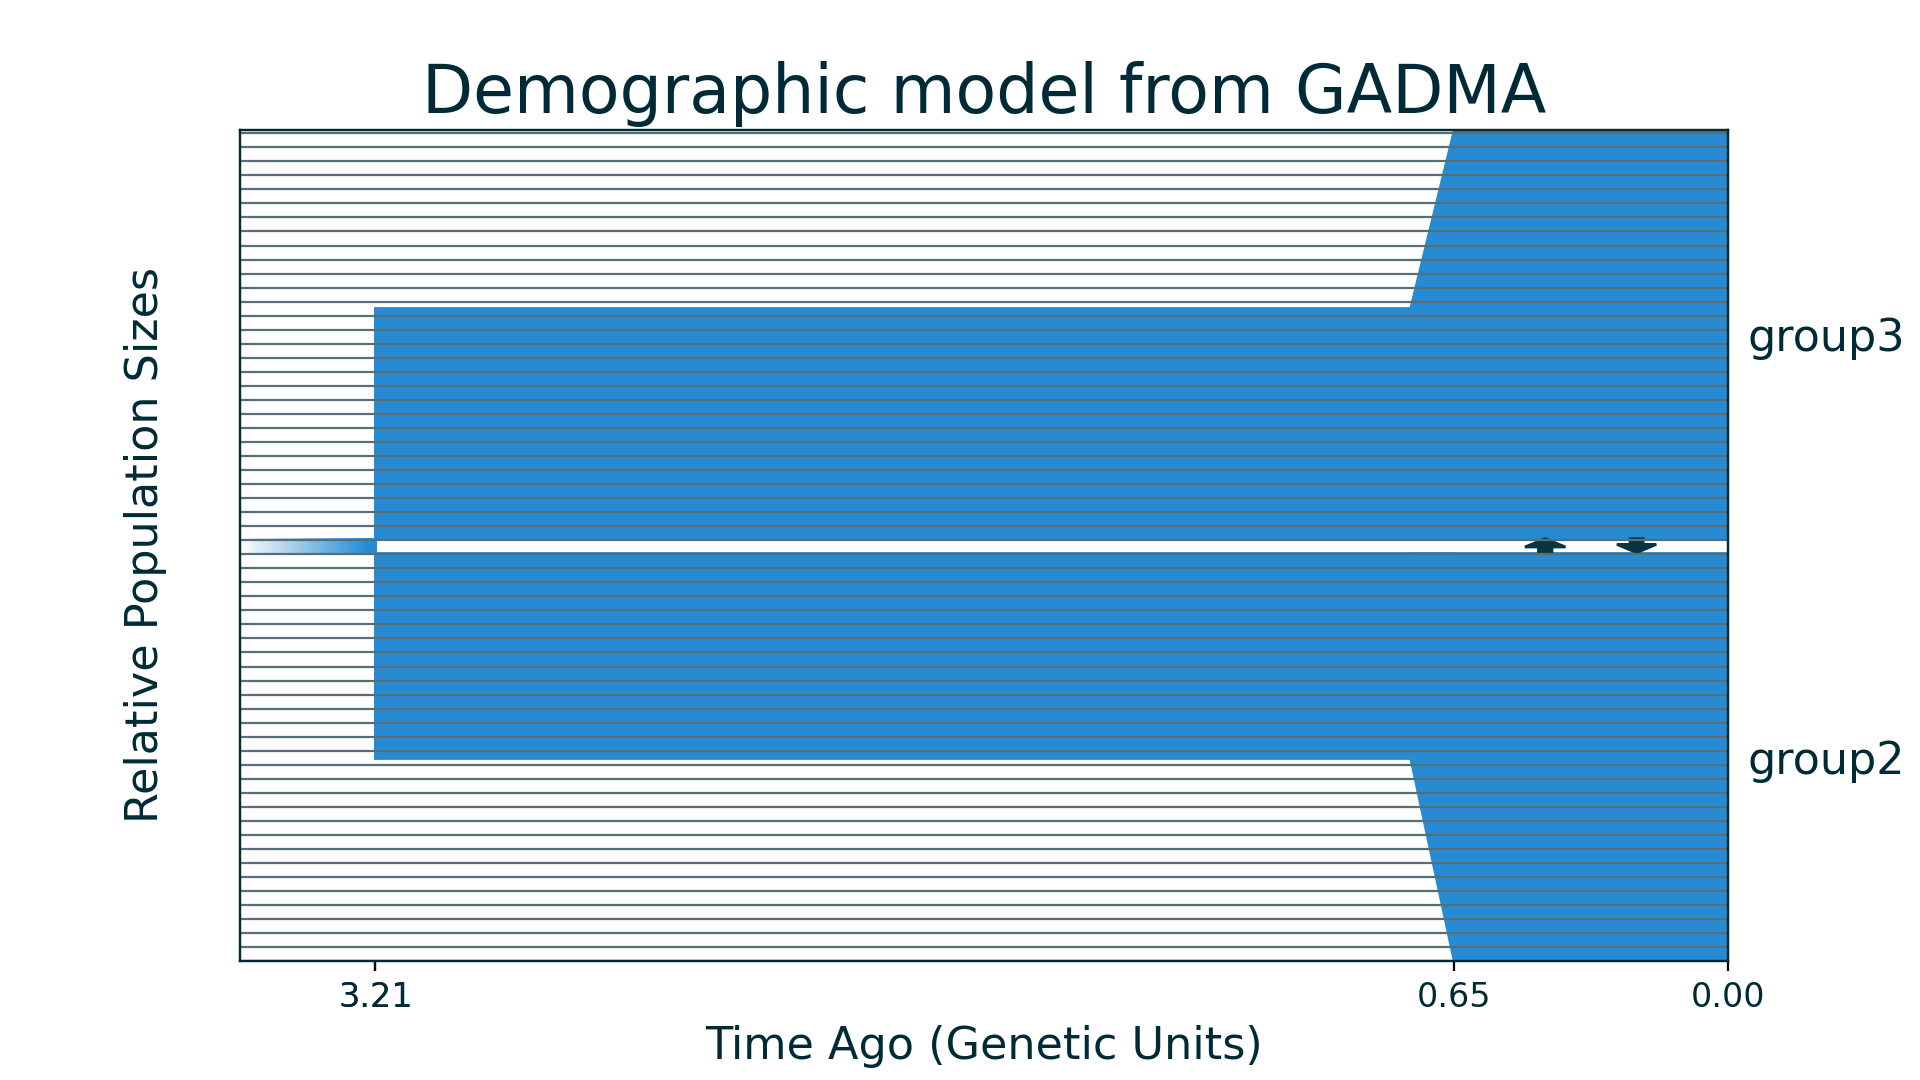 Demographic model from GADMA
Relative Population Sizes
group3
group2
3.21
0.65
0.00
Time Ago (Genetic Units)